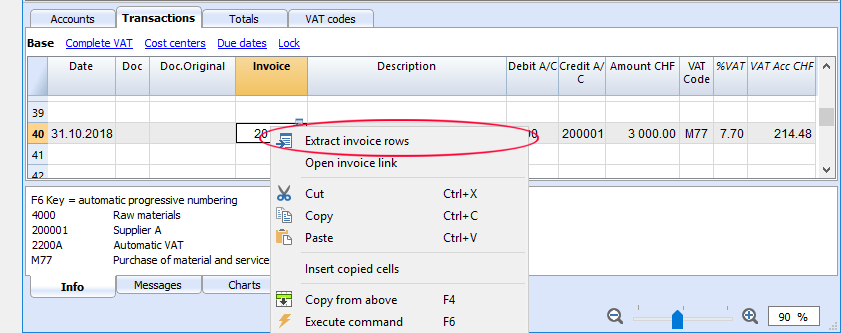 Accounts Transactions Totals VAT codes
Base Complete VAT Cost centers Due dates Lock
Date Doc Doc.Original Invoice Description Debit A/C Credit A/C Amount CHF VAT Code %VAT VAT Acc CHF
39
40 31.10.2018 200001 3 000.00 M77 7.70 214.48
Extract invoice rows
41
Open invoice link
42
Cut Ctrl+X
F6 Key = automatic progressive numbering
4000 Raw materials
Copy Ctrl+C
200001 Supplier A
Paste Ctrl+V
2200A Automatic VAT
M77 Purchase of material and service
Insert copied cells
Info Messages Charts
Copy from above F4
Execute command F6
90 %